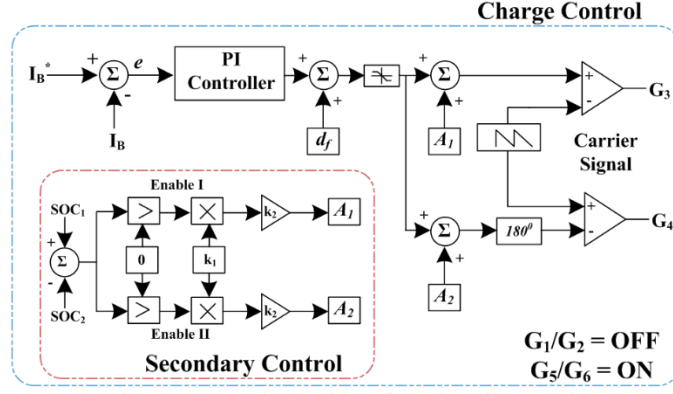 Charge Control
I_B*
+
Σ
-
e
I_B
PI
Controller
+
Σ
+
d_f
+
Σ
+
A_1
+
-
G_3
Carrier
Signal
+
Σ
+
A_2
180⁰
+
-
G_4
Enable I
SOC_1
+
Σ
-
SOC_2
>
×
k_2
A_1
0
k_1
>
×
k_2
A_2
Enable II
Secondary Control
G_1/G_2 = OFF
G_5/G_6 = ON